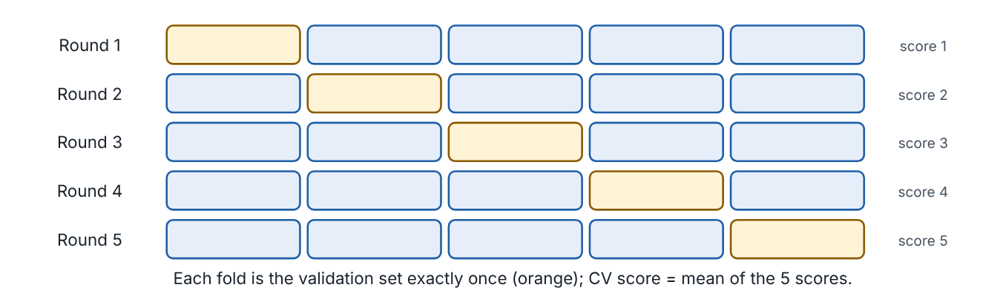 Round 1 score 1
Round 2 score 2
Round 3 score 3
Round 4 score 4
Round 5 score 5
Each fold is the validation set exactly once (orange); CV score = mean of the 5 scores.